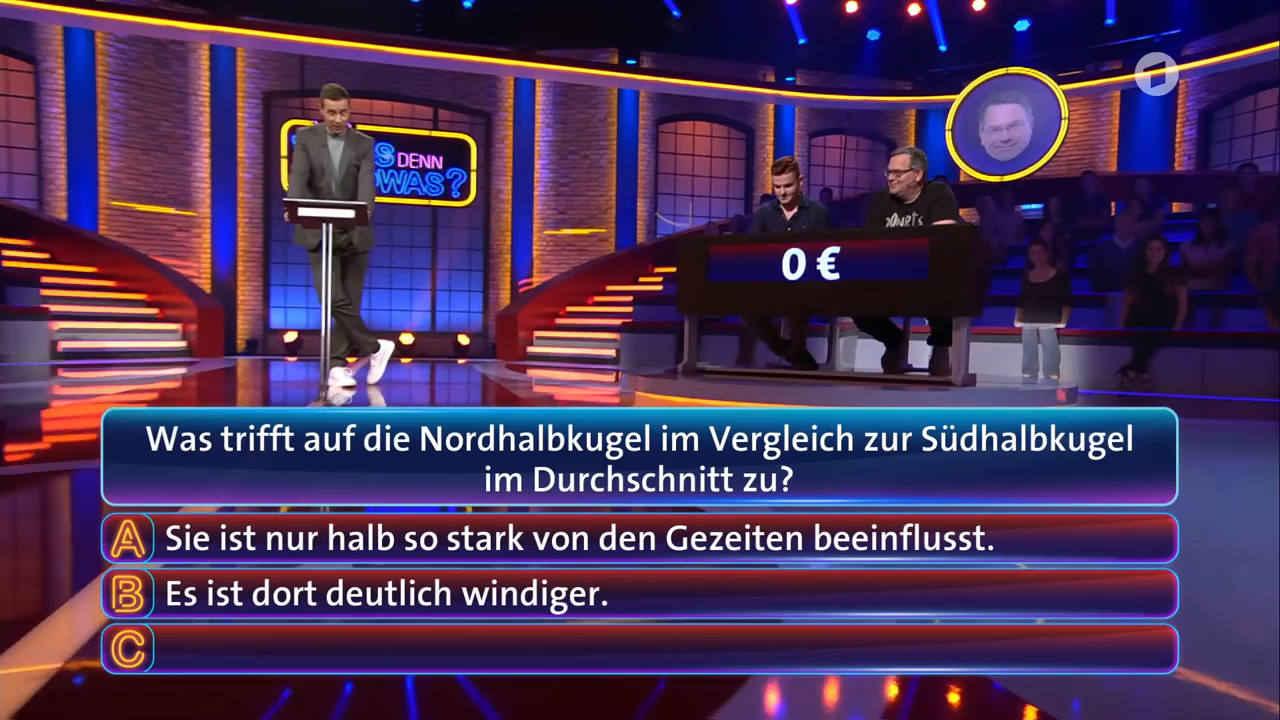 S DENN
WAS?
20NETS
0 €
Was trifft auf die Nordhalbkugel im Vergleich zur Südhalbkugel
im Durchschnitt zu?
A Sie ist nur halb so stark von den Gezeiten beeinflusst.
B Es ist dort deutlich windiger.
C